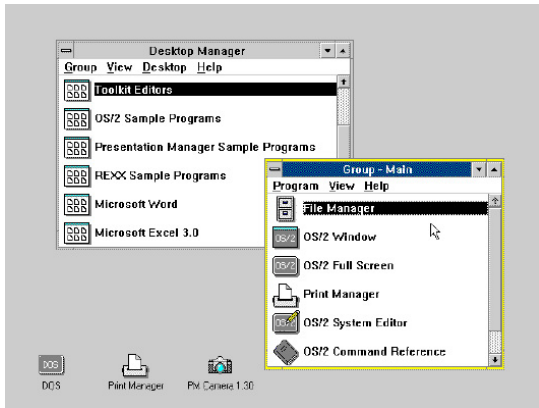 Desktop Manager
Group View Desktop Help
Toolkit Editors
OS/2 Sample Programs
Presentation Manager Sample Programs
REXX Sample Programs
Microsoft Word
Microsoft Excel 3.0
Group - Main
Program View Help
File Manager
OS/2 OS/2 Window
OS/2 OS/2 Full Screen
Print Manager
OS/2 OS/2 System Editor
OS/2 Command Reference
DOS
DOS Print Manager PM Camera 1.30